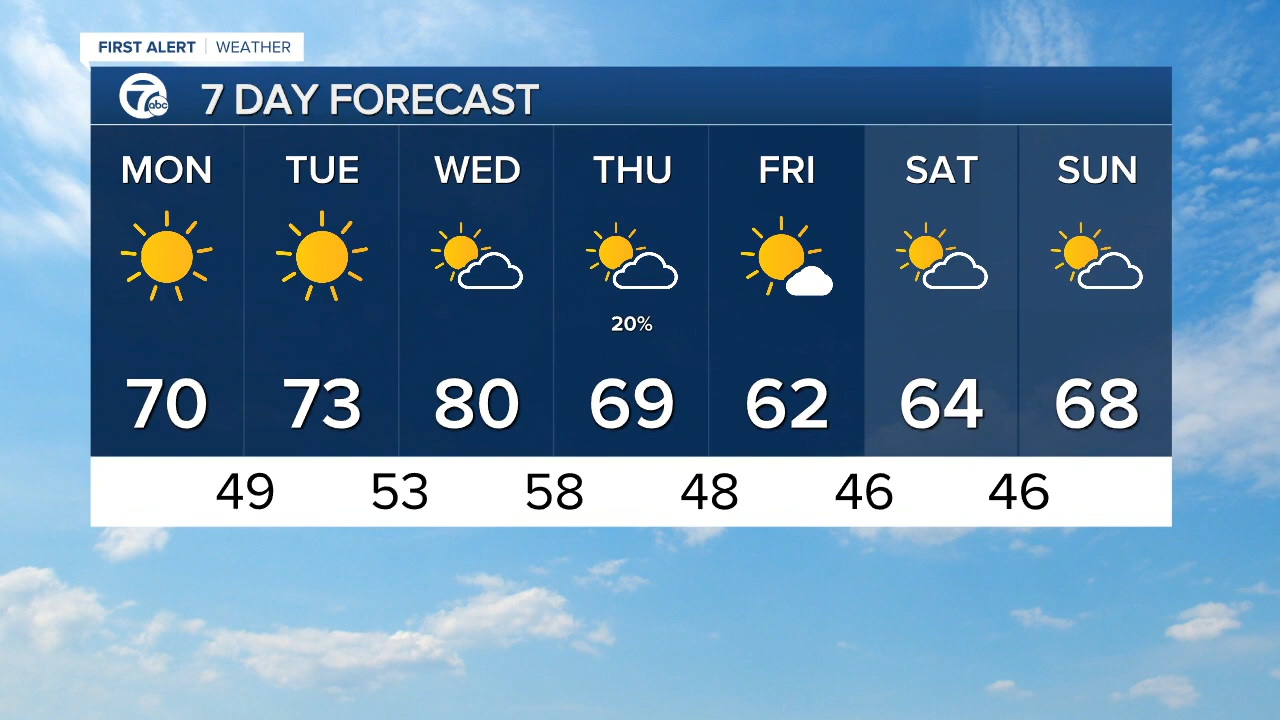 FIRST ALERT | WEATHER
7 abc 7 DAY FORECAST
MON TUE WED THU FRI SAT SUN
20%
70 73 80 69 62 64 68
49 53 58 48 46 46